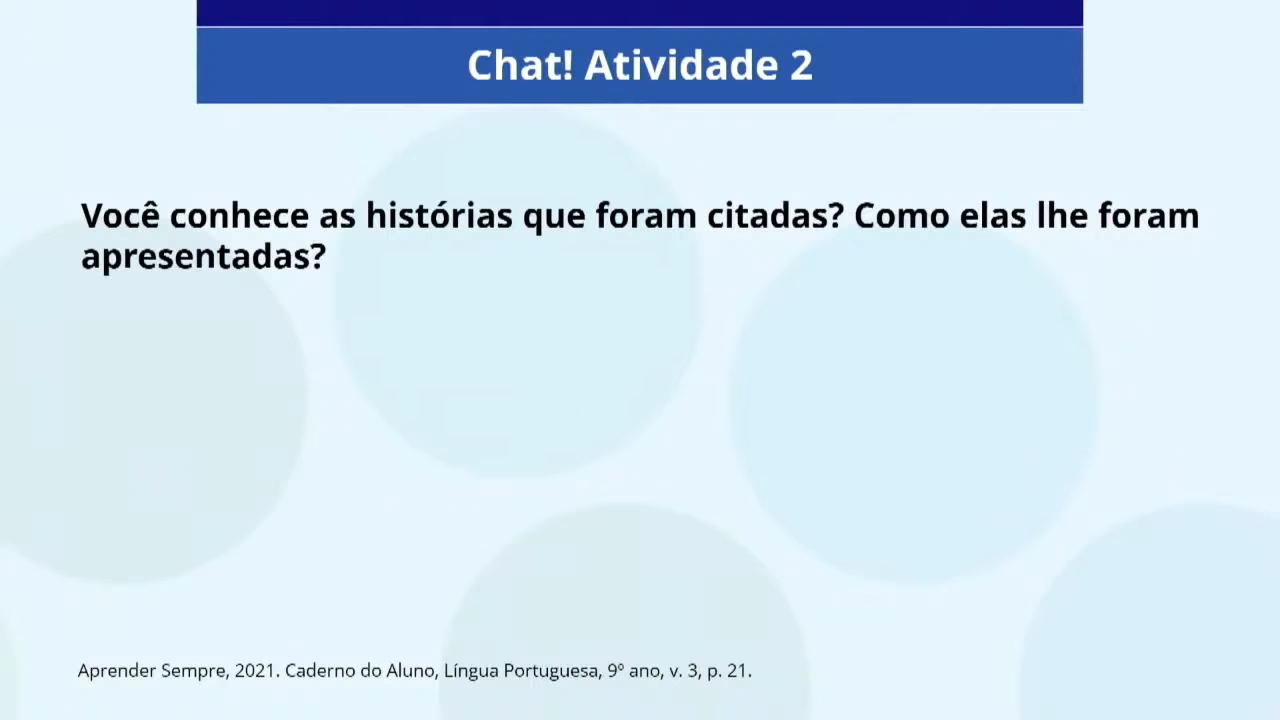 Chat! Atividade 2
Você conhece as histórias que foram citadas? Como elas lhe foram
apresentadas?
Aprender Sempre, 2021. Caderno do Aluno, Língua Portuguesa, 9º ano, v. 3, p. 21.